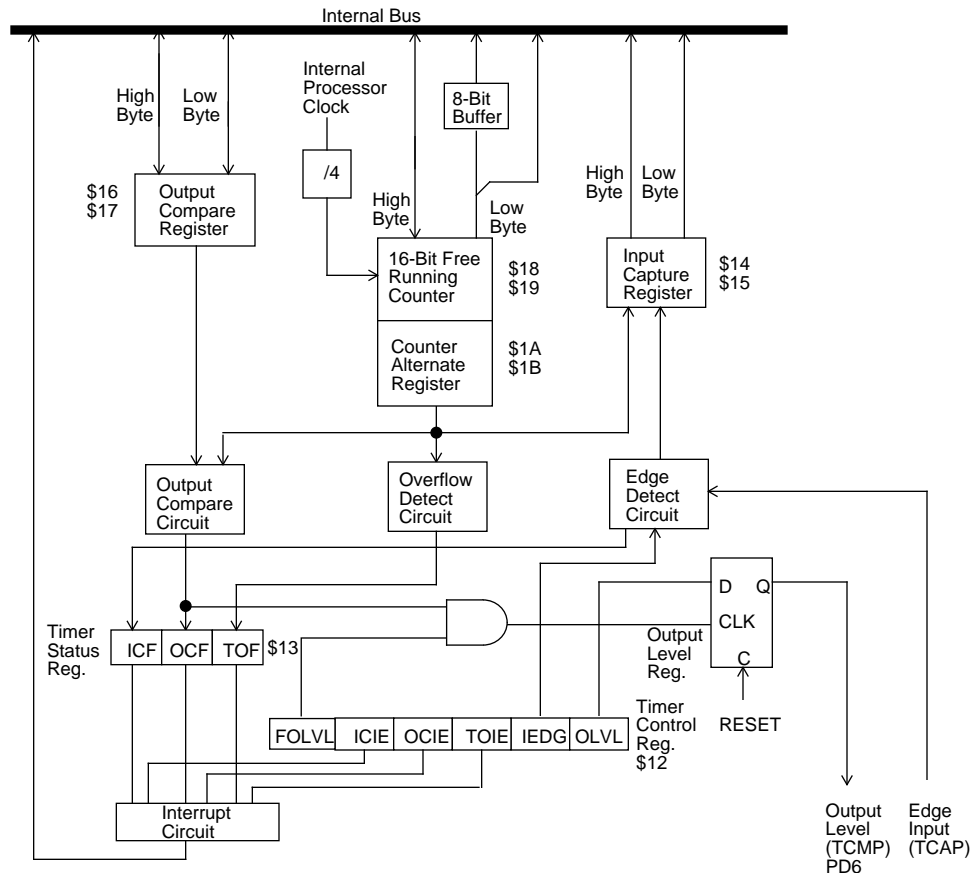 Internal Bus
High
Byte
Low
Byte
Internal
Processor
Clock
/4
8-Bit
Buffer
High
Byte
Low
Byte
High
Byte
Low
Byte
$16
$17
Output
Compare
Register
16-Bit Free
Running
Counter
$18
$19
Input
Capture
Register
$14
$15
Counter
Alternate
Register
$1A
$1B
Output
Compare
Circuit
Overflow
Detect
Circuit
Edge
Detect
Circuit
D Q
CLK
C
Output
Level
Reg.
RESET
Timer
Status
Reg.
ICF OCF TOF
$13
FOLVL ICIE OCIE TOIE IEDG OLVL
Timer
Control
Reg.
$12
Interrupt
Circuit
Output
Level
(TCMP)
PD6
Edge
Input
(TCAP)